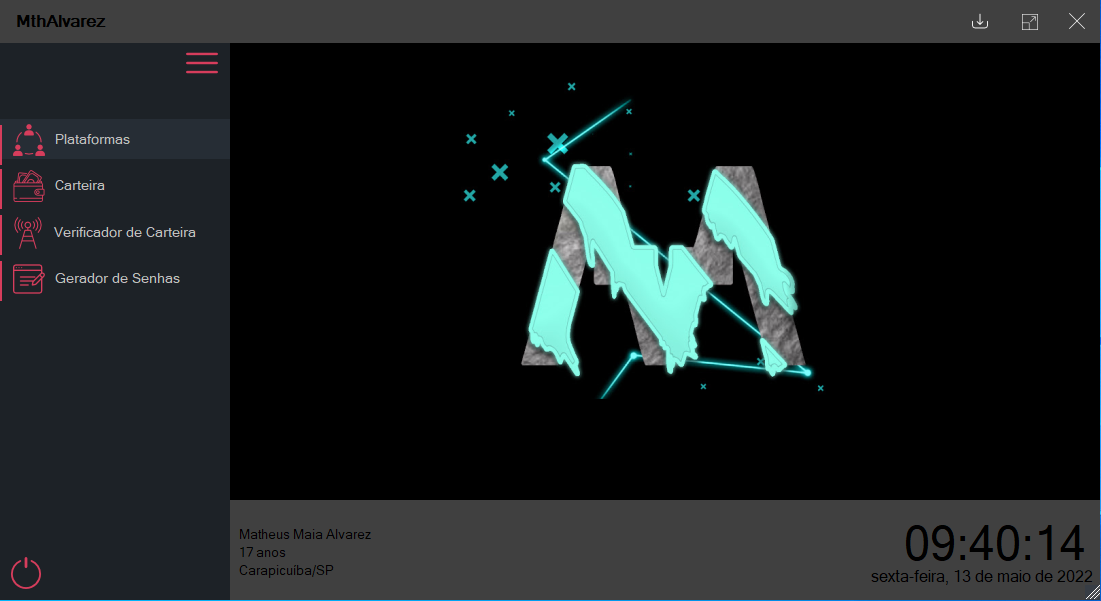 MthAlvarez
Plataformas
Carteira
Verificador de Carteira
Gerador de Senhas
M
Matheus Maia Alvarez
17 anos
Carapicuíba/SP
09:40:14
sexta-feira, 13 de maio de 2022